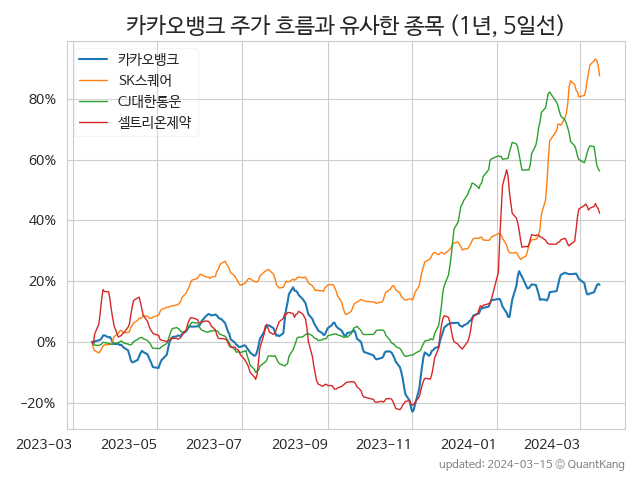 카카오뱅크 주가 흐름과 유사한 종목 (1년, 5일선)
카카오뱅크
SK스퀘어
CJ대한통운
셀트리온제약
80%
60%
40%
20%
0%
−20%
2023-03
2023-05
2023-07
2023-09
2023-11
2024-01
2024-03
updated: 2024-03-15 © QuantKang